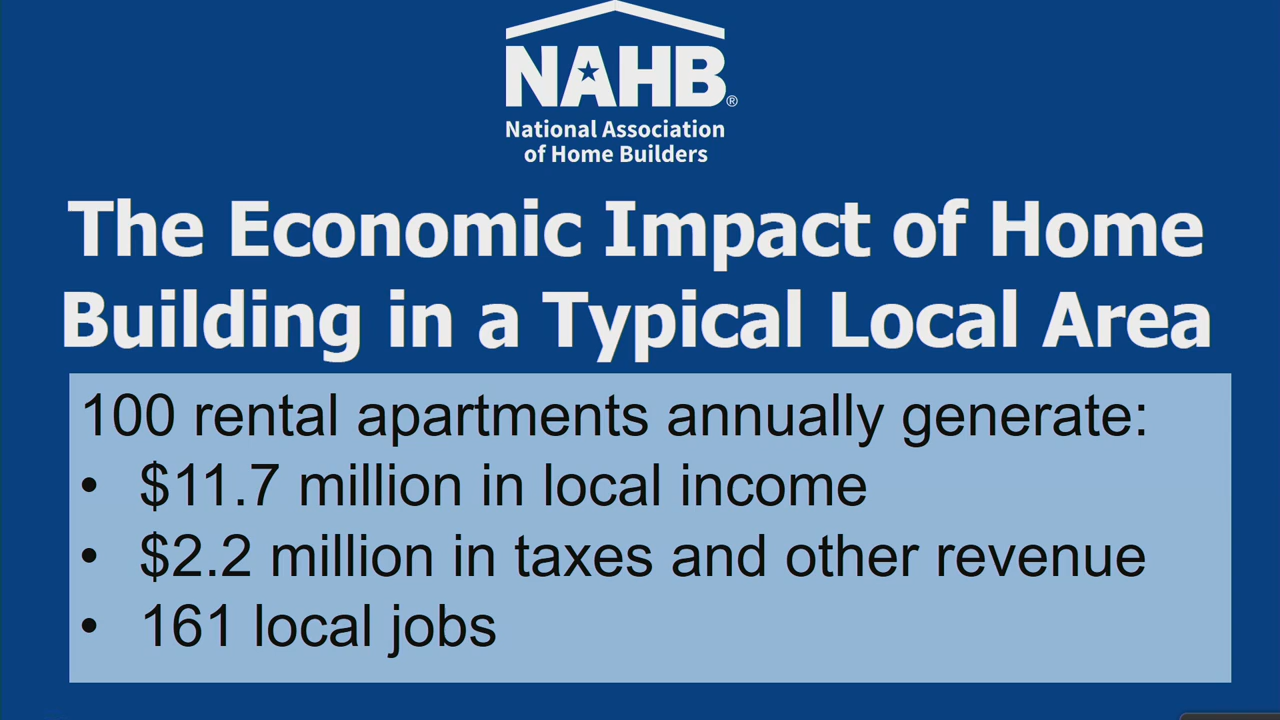 NAHB®
National Association
of Home Builders
The Economic Impact of Home
Building in a Typical Local Area
100 rental apartments annually generate:
• $11.7 million in local income
• $2.2 million in taxes and other revenue
• 161 local jobs